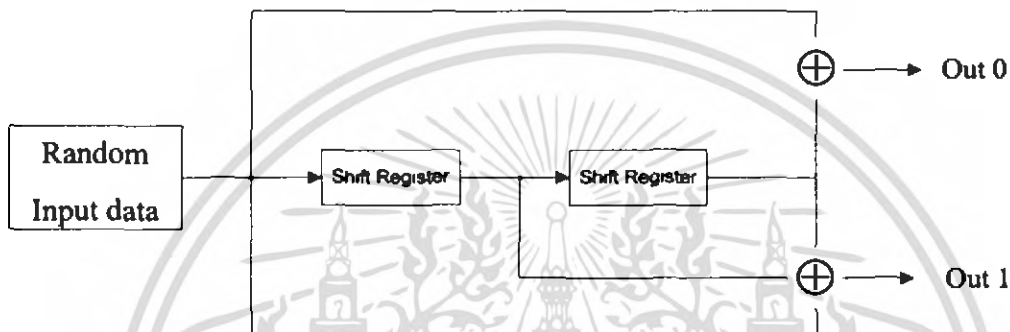 Out 0
Random
Input data
Shift Register
Shift Register
Out 1